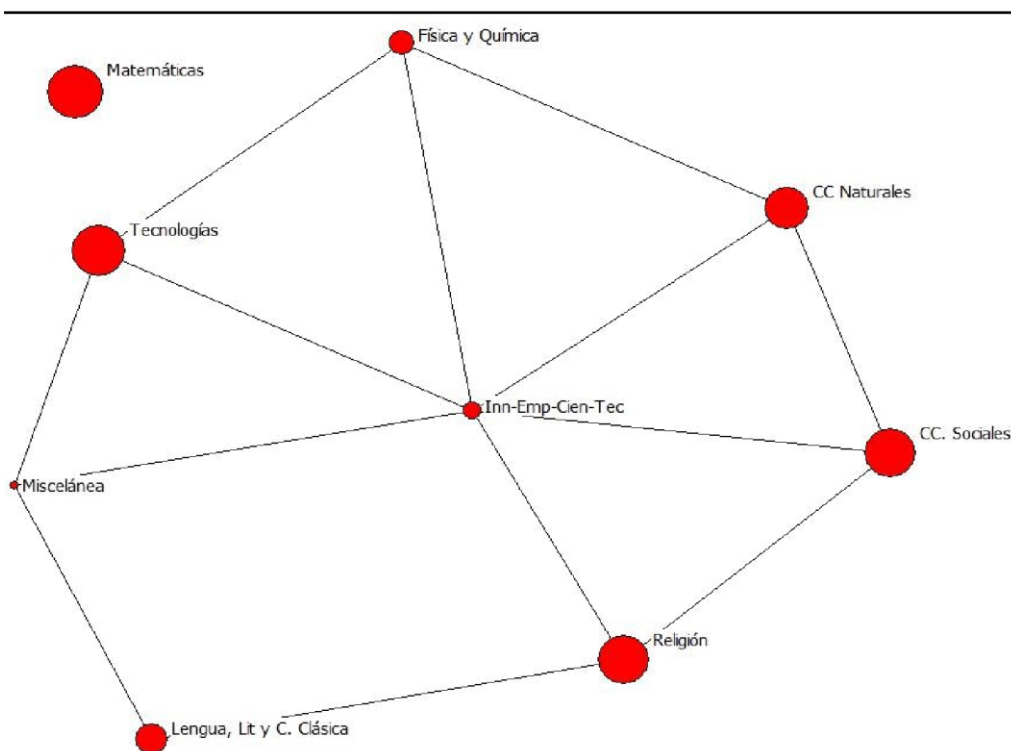 Física y Química
Matemáticas
CC Naturales
Tecnologías
Inn-Emp-Cien-Tec
CC. Sociales
Miscelánea
Religión
Lengua, Lit y C. Clásica